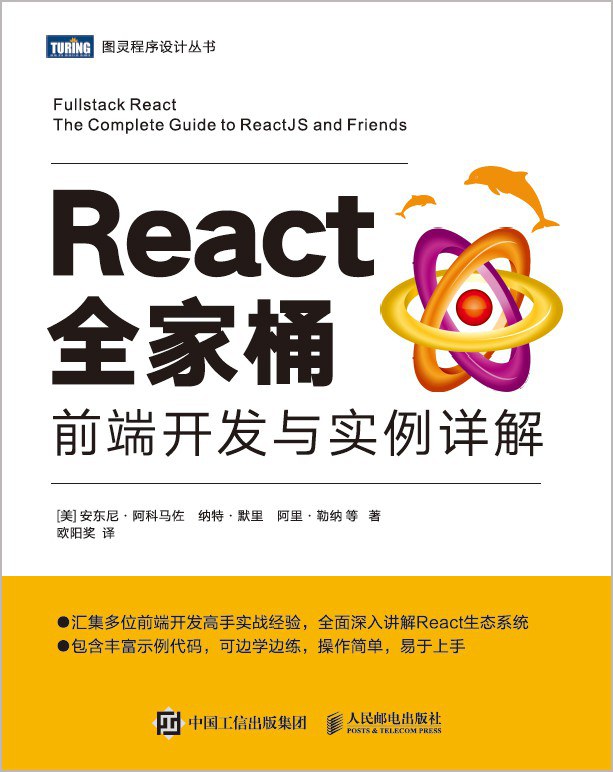 TURING 图灵程序设计丛书
Fullstack React
The Complete Guide to ReactJS and Friends
React
全家桶
前端开发与实例详解
[美] 安东尼·阿科马佐 纳特·默里 阿里·勒纳 等 著
欧阳奖 译
●汇集多位前端开发高手实战经验，全面深入讲解React生态系统
●包含丰富示例代码，可边学边练，操作简单，易于上手
中国工信出版集团 人民邮电出版社
POSTS & TELECOM PRESS